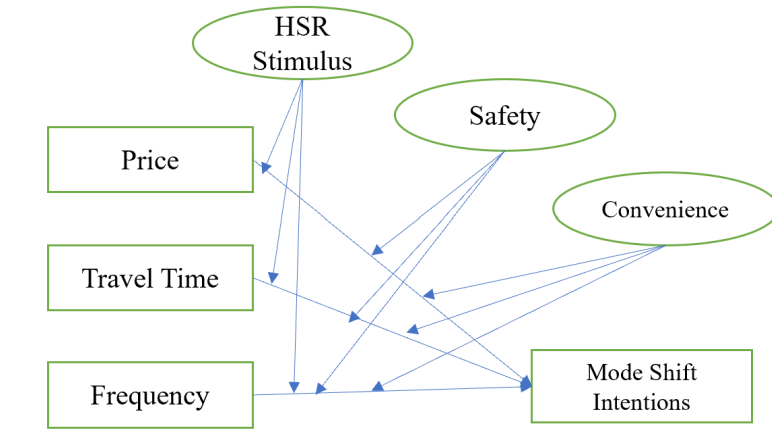 HSR
Stimulus
Safety
Price
Convenience
Travel Time
Mode Shift
Intentions
Frequency